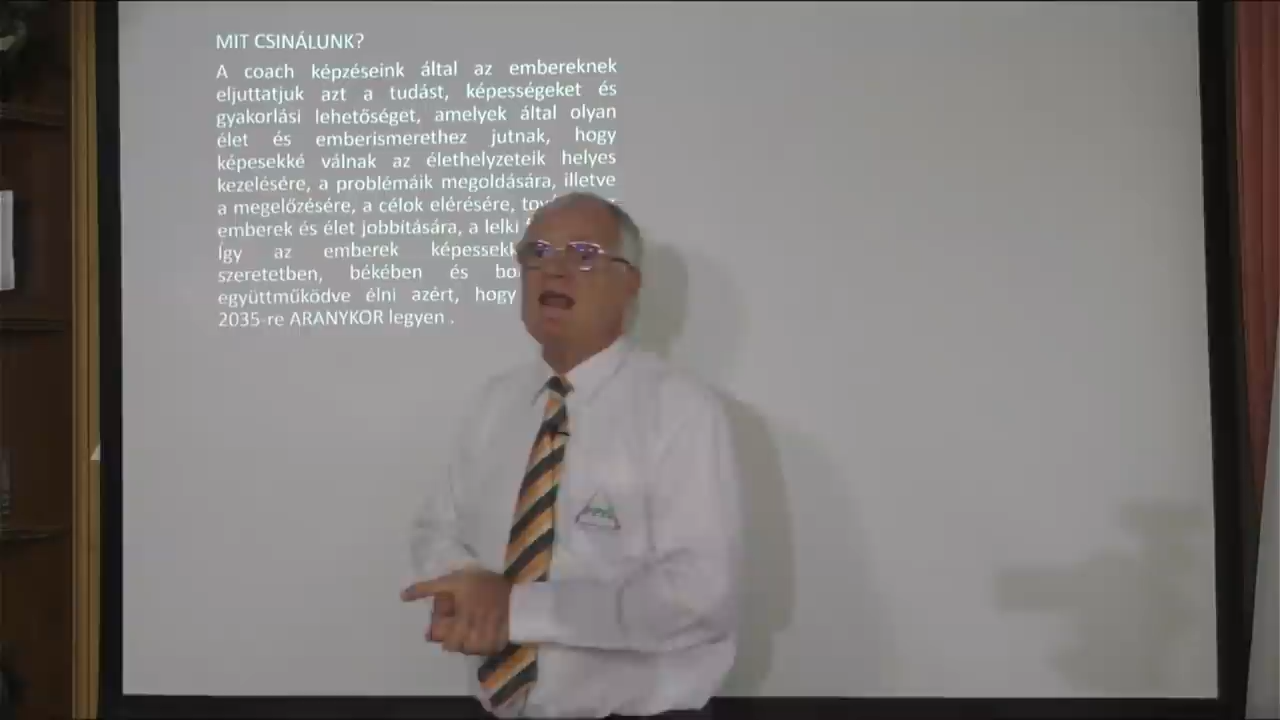 MIT CSINÁLUNK?
A coach képzéseink által az embereknek
eljuttatjuk azt a tudást, képességeket és
gyakorlási lehetőséget, amelyek által olyan
élet és emberismerethez jutnak, hogy
képesekké válnak az élethelyzeteik helyes
kezelésére, a problémáik megoldására, illetve
a megelőzésére, a célok elérésére,
emberek és élet jobbítására, a lelki
Így az emberek
szeretetben, békében és
együttműködve élni azért, hogy
2035-re ARANYKOR legyen .